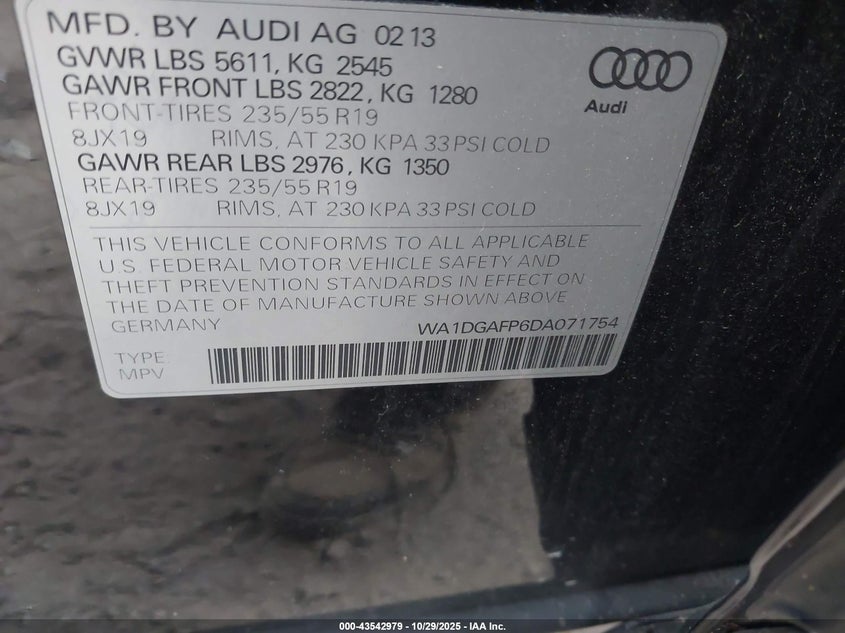 MFD. BY AUDI AG 02 13
GVWR LBS 5611, KG 2545
GAWR FRONT LBS 2822, KG 1280
FRONT-TIRES 235/55 R19
8JX19 RIMS, AT 230 KPA 33 PSI COLD
GAWR REAR LBS 2976, KG 1350
REAR-TIRES 235/55 R19
8JX19 RIMS, AT 230 KPA 33 PSI COLD
Audi
THIS VEHICLE CONFORMS TO ALL APPLICABLE
U.S. FEDERAL MOTOR VEHICLE SAFETY AND
THEFT PREVENTION STANDARDS IN EFFECT ON
THE DATE OF MANUFACTURE SHOWN ABOVE
GERMANY WA1DGAFP6DA071754
TYPE:
MPV
000-43542979 - 10/29/2025 - IAA Inc.